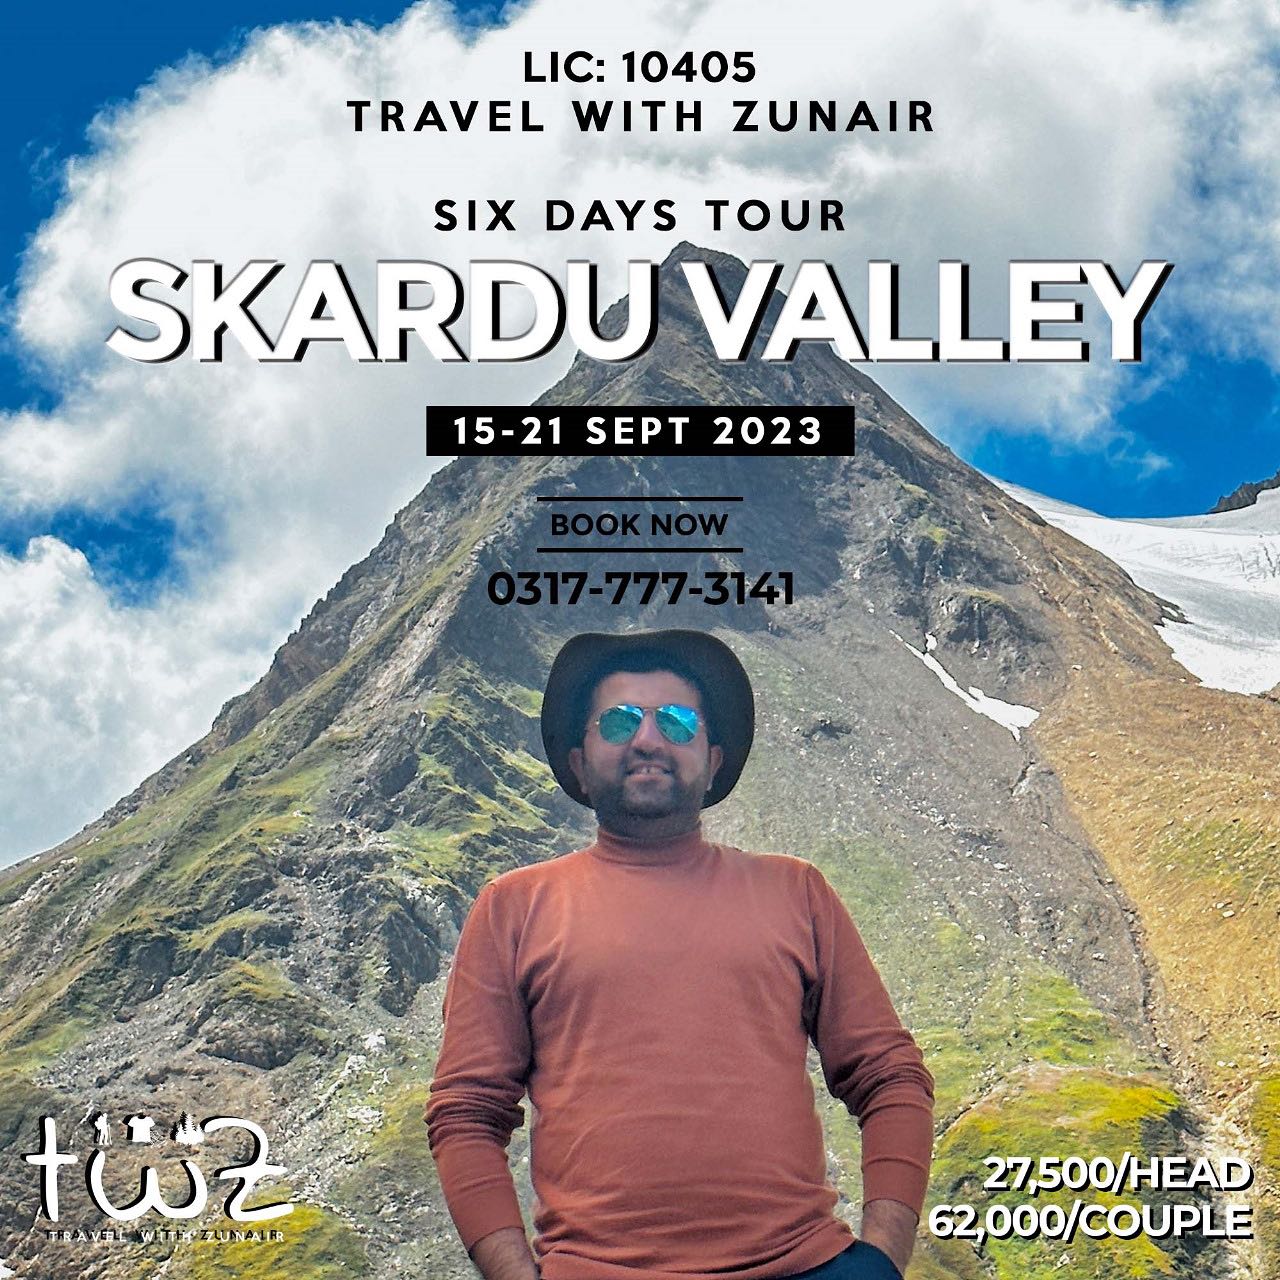 LIC: 10405
TRAVEL WITH ZUNAIR
SIX DAYS TOUR
SKARDU VALLEY
15-21 SEPT 2023
BOOK NOW
0317-777-3141
twz
TRAVEL WITH ZUNAIR
27,500/HEAD
62,000/COUPLE